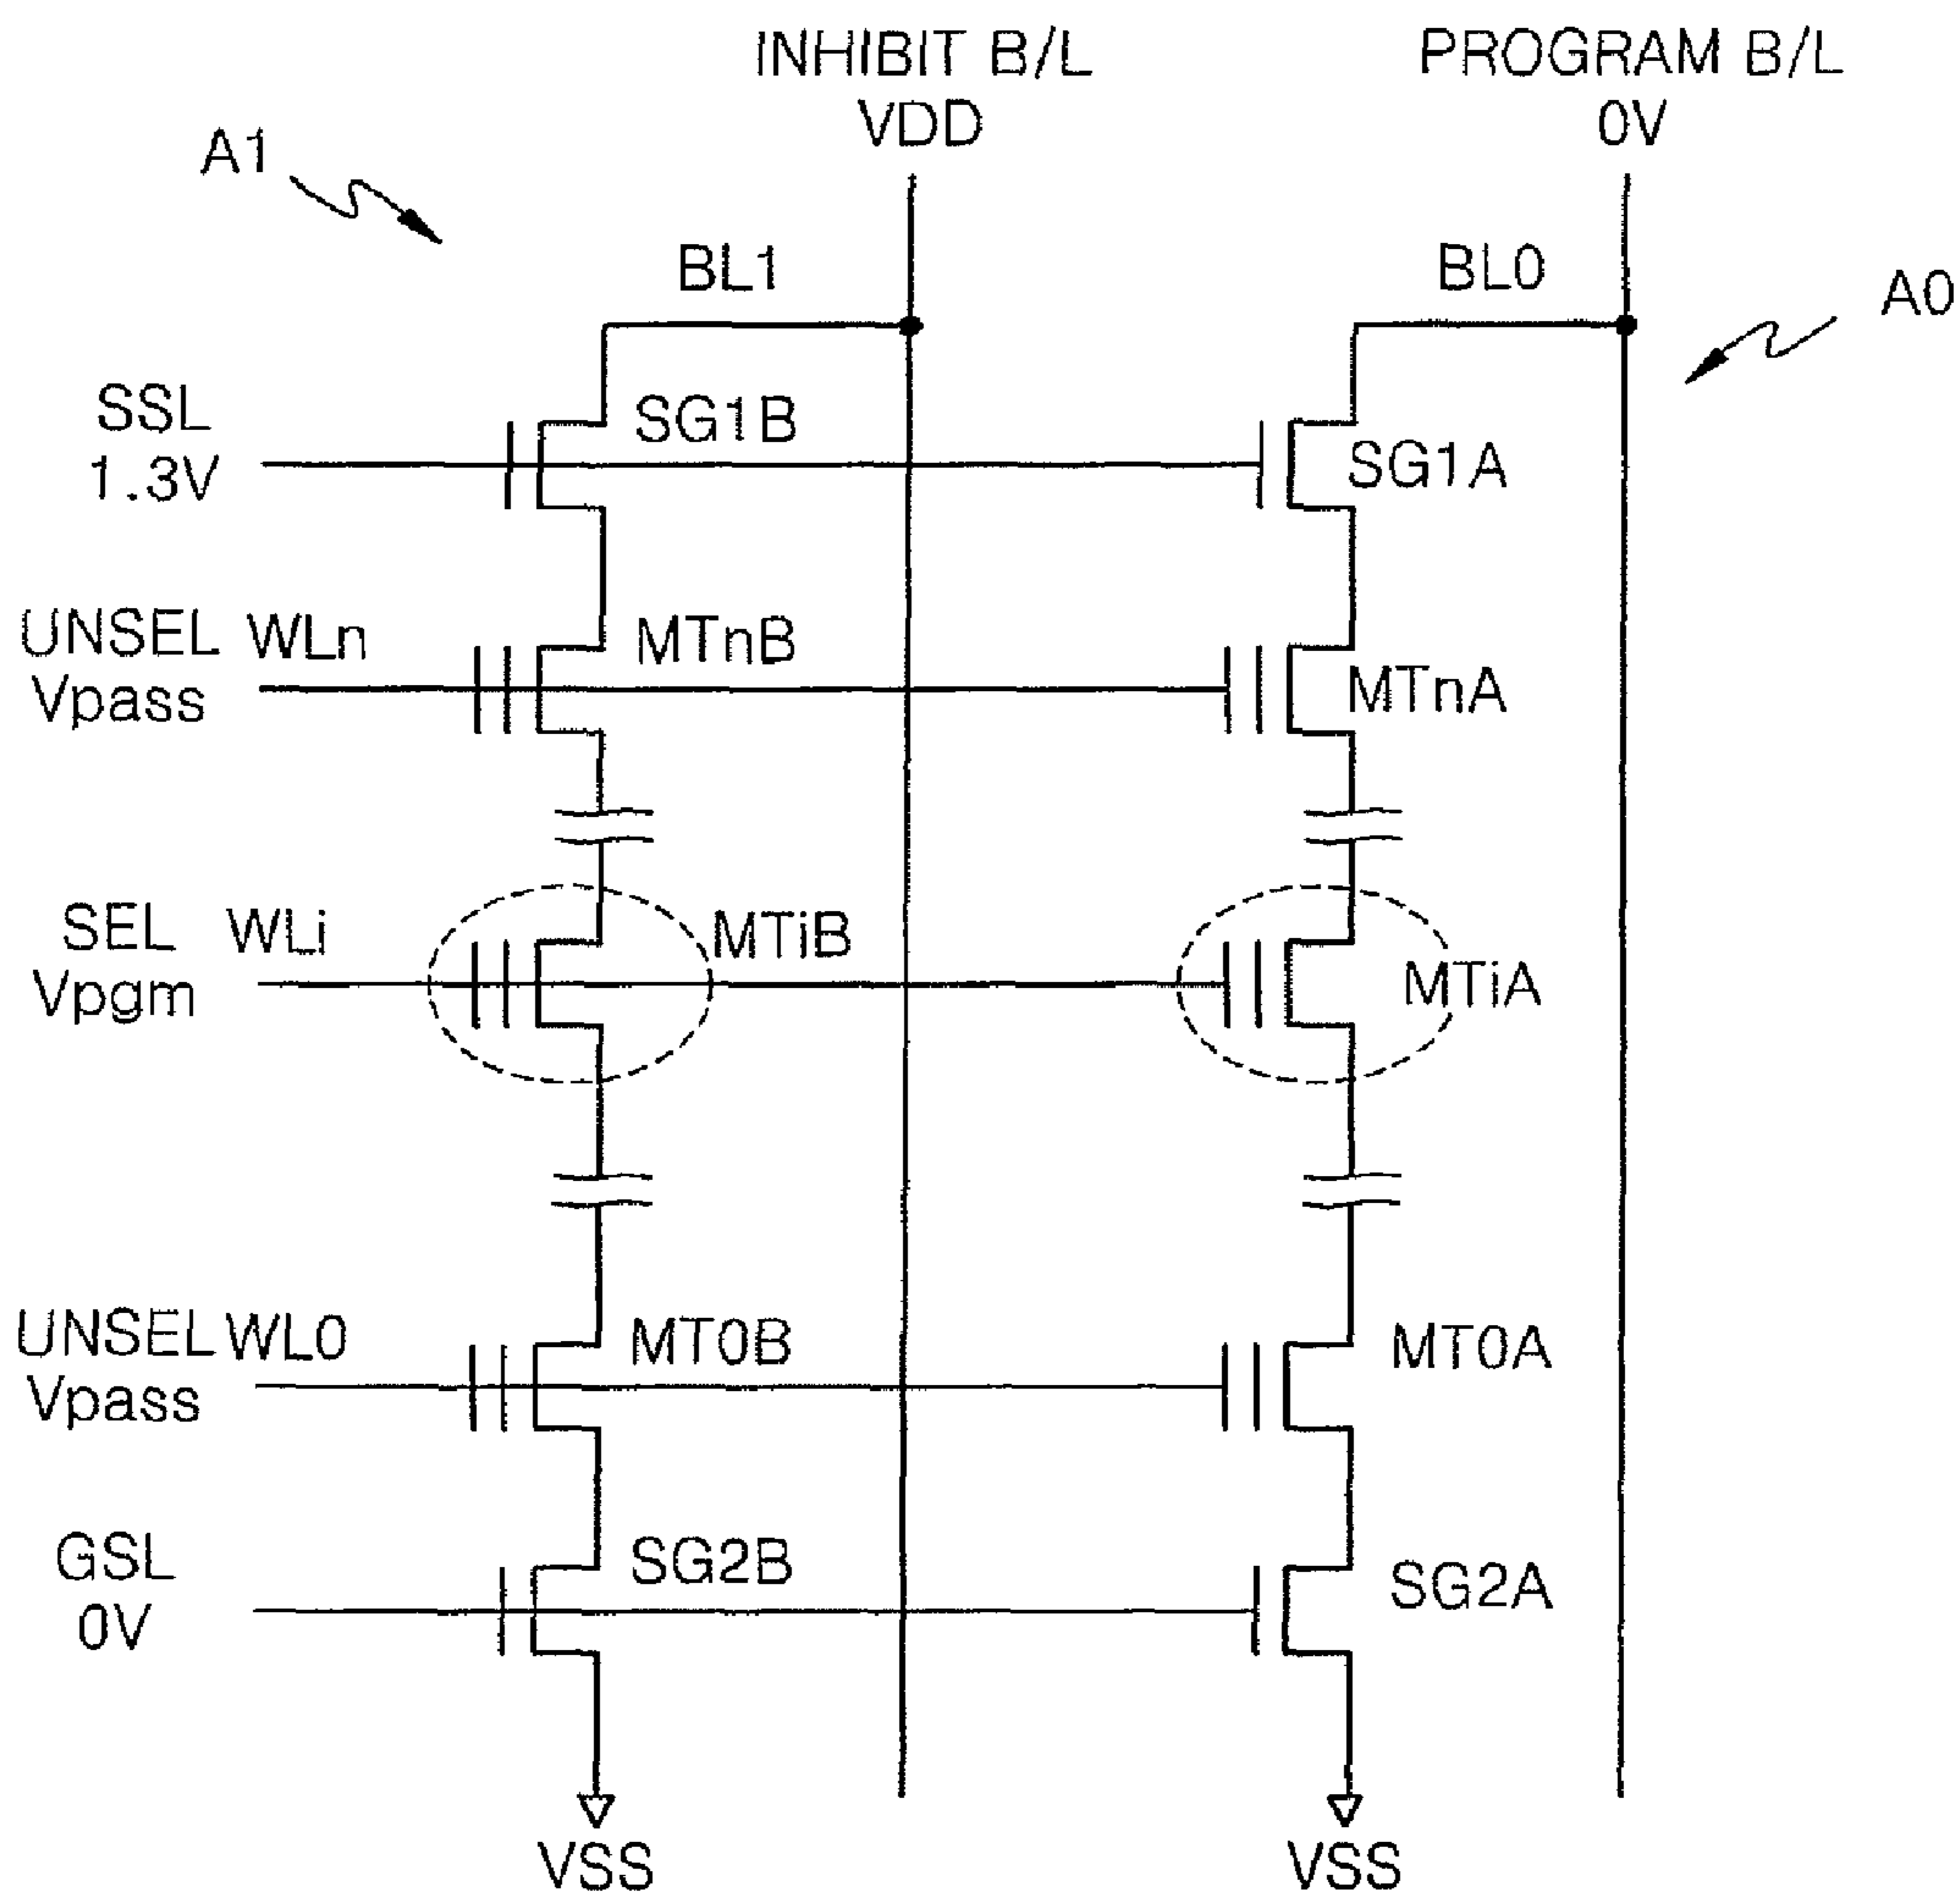 INHIBIT B/L
VDD
PROGRAM B/L
0V
A1
BL1
BL0
A0
SSL
1.3V
SG1B
SG1A
UNSEL WLn
Vpass
MTnB
MTnA
SEL WLi
Vpgm
MTiB
MTiA
UNSEL WL0
Vpass
MT0B
MT0A
GSL
0V
SG2B
SG2A
VSS
VSS